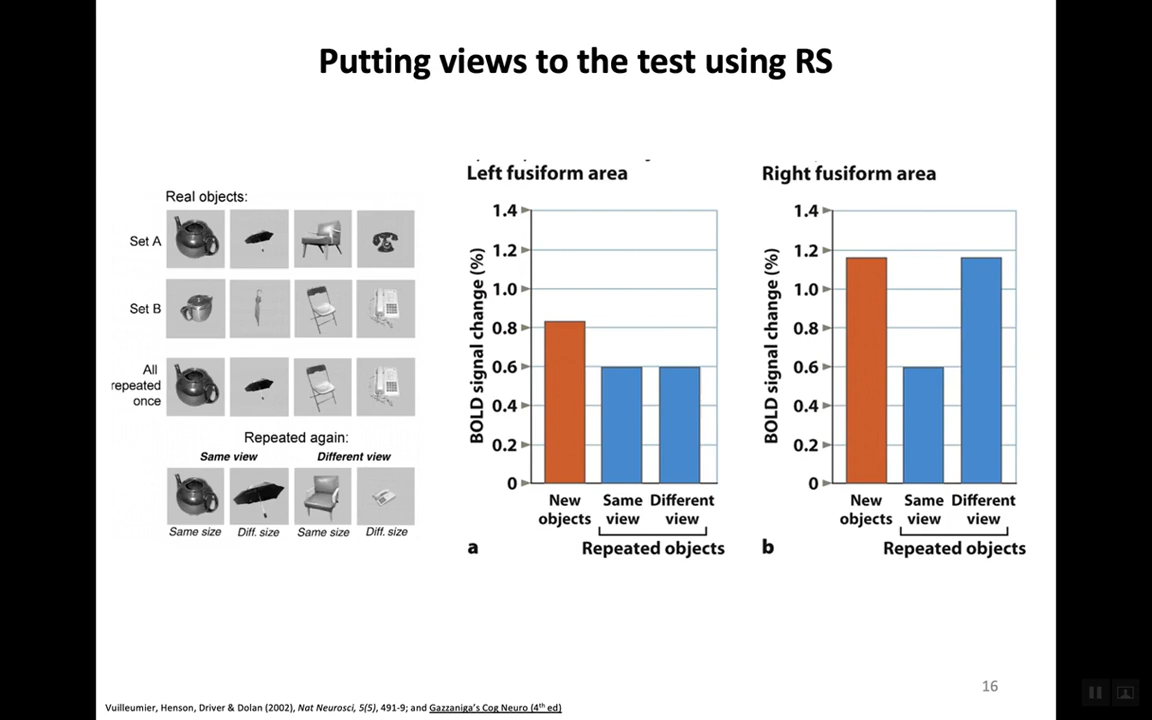 Putting views to the test using RS
Real objects:
Set A
Set B
All
repeated
once
Repeated again:
Same view Different view
Same size Diff. size Same size Diff. size
Left fusiform area
BOLD signal change (%)
1.4
1.2
1.0
0.8
0.6
0.4
0.2
0
New objects
Same view
Different view
Repeated objects
a
Right fusiform area
BOLD signal change (%)
1.4
1.2
1.0
0.8
0.6
0.4
0.2
0
New objects
Same view
Different view
Repeated objects
b
16
Vuilleumier, Henson, Driver & Dolan (2002), Nat Neurosci, 5(5), 491-9; and Gazzaniga's Cog Neuro (4th ed)